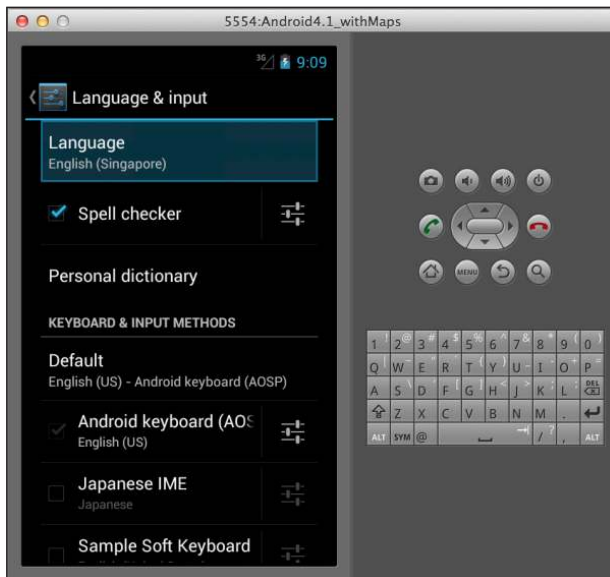 5554:Android4.1_withMaps
3G 9:09
Language & input
Language
English (Singapore)
Spell checker
Personal dictionary
KEYBOARD & INPUT METHODS
Default
English (US) - Android keyboard (AOSP)
Android keyboard (AOS
English (US)
Japanese IME
Japanese
Sample Soft Keyboard
MENU
1 ! 2 @ 3 # 4 $ 5 % 6 ^ 7 & 8 * 9 ( 0 )
Q W ~ E " R ` T { Y } U - I - O + P =
A S \ D F [ G ] H < J > K ; L : DEL
Z X C V B N M .
ALT SYM @ / ? , ALT